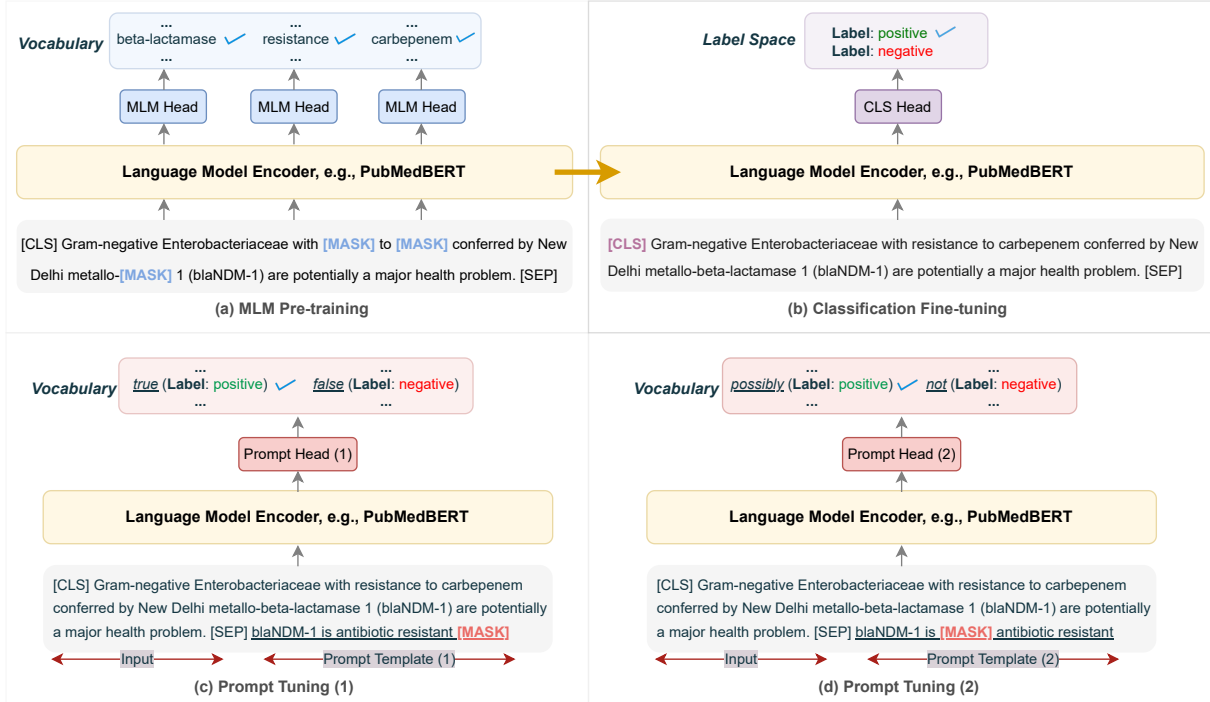 ...
...
...
Vocabulary
beta-lactamase
resistance
carbepenem
...
...
...
MLM Head
MLM Head
MLM Head
Language Model Encoder, e.g., PubMedBERT
[CLS] Gram-negative Enterobacteriaceae with [MASK] to [MASK] conferred by New
Delhi metallo-[MASK] 1 (blaNDM-1) are potentially a major health problem. [SEP]
(a) MLM Pre-training
Label Space
Label: positive
Label: negative
CLS Head
Language Model Encoder, e.g., PubMedBERT
[CLS] Gram-negative Enterobacteriaceae with resistance to carbepenem conferred by New
Delhi metallo-beta-lactamase 1 (blaNDM-1) are potentially a major health problem. [SEP]
(b) Classification Fine-tuning
...
...
Vocabulary
true (Label: positive)
false (Label: negative)
...
...
Prompt Head (1)
Language Model Encoder, e.g., PubMedBERT
[CLS] Gram-negative Enterobacteriaceae with resistance to carbepenem
conferred by New Delhi metallo-beta-lactamase 1 (blaNDM-1) are potentially
a major health problem. [SEP] blaNDM-1 is antibiotic resistant [MASK]
Input
Prompt Template (1)
(c) Prompt Tuning (1)
...
...
Vocabulary
possibly (Label: positive)
not (Label: negative)
...
...
Prompt Head (2)
Language Model Encoder, e.g., PubMedBERT
[CLS] Gram-negative Enterobacteriaceae with resistance to carbepenem
conferred by New Delhi metallo-beta-lactamase 1 (blaNDM-1) are potentially
a major health problem. [SEP] blaNDM-1 is [MASK] antibiotic resistant
Input
Prompt Template (2)
(d) Prompt Tuning (2)